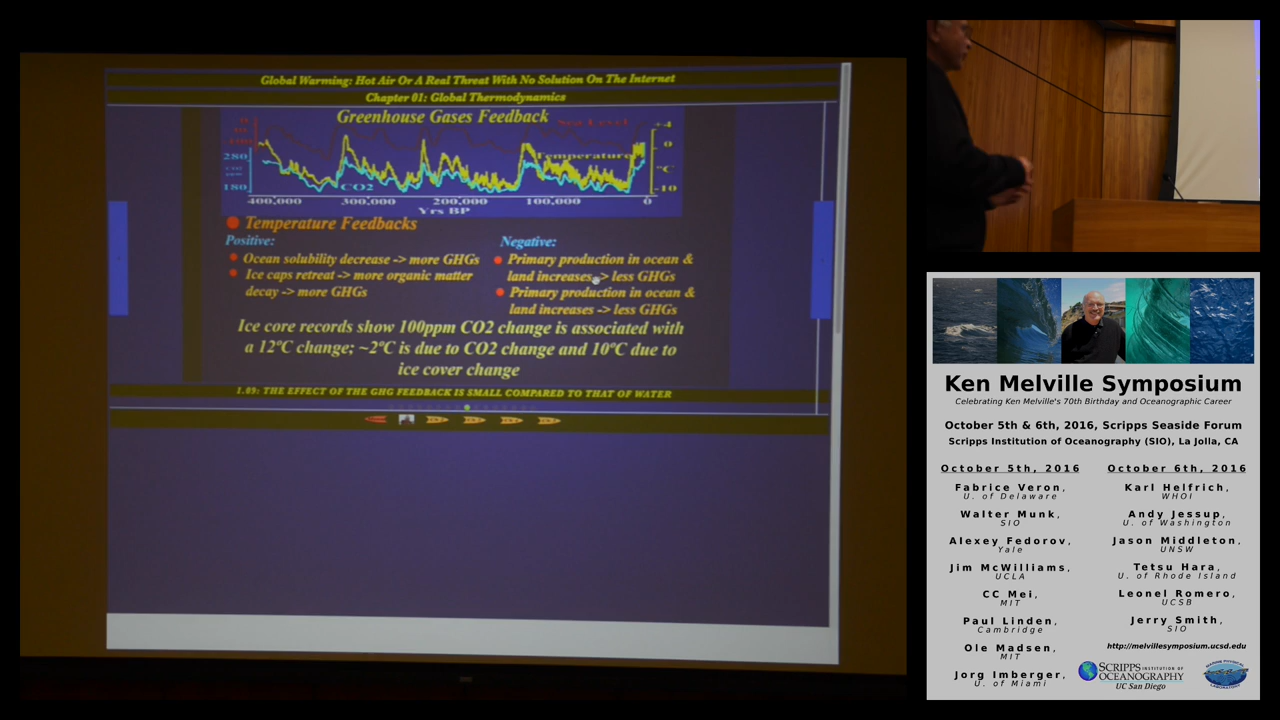 Global Warming: Hot Air Or A Real Threat With No Solution On The Internet
Chapter 01: Global Thermodynamics
Greenhouse Gases Feedback
Sea Level
+4
0
Temperature
280
°C
180
CO2
-10
400,000
300,000
200,000
100,000
0
Yrs BP
Temperature Feedbacks
Positive:
Ocean solubility decrease -> more GHGs
Ice caps retreat -> more organic matter
decay -> more GHGs
Negative:
Primary production in ocean &
land increases -> less GHGs
Primary production in ocean &
land increases -> less GHGs
Ice core records show 100ppm CO2 change is associated with
a 12°C change; ~2°C is due to CO2 change and 10°C due to
ice cover change
1.09: THE EFFECT OF THE GHG FEEDBACK IS SMALL COMPARED TO THAT OF WATER
Ken Melville Symposium
Celebrating Ken Melville's 70th Birthday and Oceanographic Career
October 5th & 6th, 2016, Scripps Seaside Forum
Scripps Institution of Oceanography (SIO), La Jolla, CA
October 5th, 2016
Fabrice Veron,
U. of Delaware
Walter Munk,
SIO
Alexey Fedorov,
Yale
Jim McWilliams,
UCLA
CC Mei,
MIT
Paul Linden,
Cambridge
Ole Madsen,
MIT
Jorg Imberger,
U. of Miami
October 6th, 2016
Karl Helfrich,
WHOI
Andy Jessup,
U. of Washington
Jason Middleton,
UNSW
Tetsu Hara,
U. of Rhode Island
Leonel Romero,
UCSB
Jerry Smith,
SIO
http://melvillesymposium.ucsd.edu
SCRIPPS INSTITUTION OF
OCEANOGRAPHY
UC San Diego